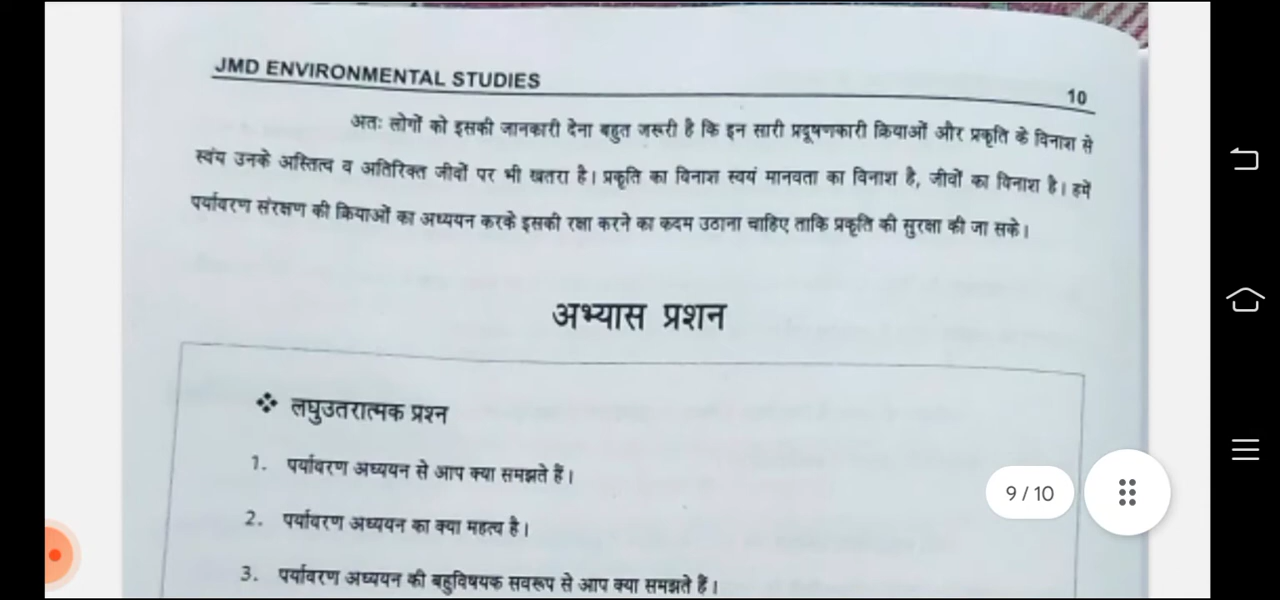 JMD ENVIRONMENTAL STUDIES 10
अतः लोगों को इसकी जानकारी देना बहुत जरूरी है कि इन सारी प्रदूषणकारी क्रियाओं और प्रकृति के विनाश से
स्वंय उनके अस्तित्व व अतिरिक्त जीवों पर भी खतरा है। प्रकृति का विनाश स्वयं मानवता का विनाश है, जीवों का विनाश है। हमें
पर्यावरण संरक्षण की क्रियाओं का अध्ययन करके इसकी रक्षा करने का कदम उठाना चाहिए ताकि प्रकृति की सुरक्षा की जा सके।
अभ्यास प्रशन
❖ लघुउतरात्मक प्रश्न
1. पर्यावरण अध्ययन से आप क्या समझते हैं।
2. पर्यावरण अध्ययन का क्या महत्व है।
9 / 10
3. पर्यावरण अध्ययन की बहुविषयक सवरूप से आप क्या समझते हैं।